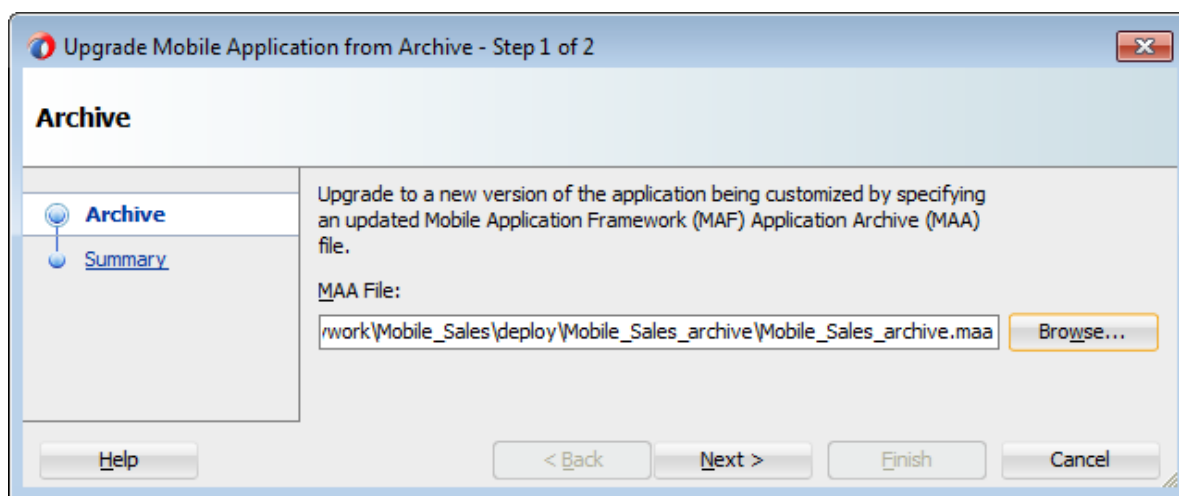 Upgrade Mobile Application from Archive - Step 1 of 2
Archive
Archive
Summary
Upgrade to a new version of the application being customized by specifying
an updated Mobile Application Framework (MAF) Application Archive (MAA)
file.
MAA File:
work\Mobile_Sales\deploy\Mobile_Sales_archive\Mobile_Sales_archive.maa
Browse...
Help
< Back
Next >
Finish
Cancel